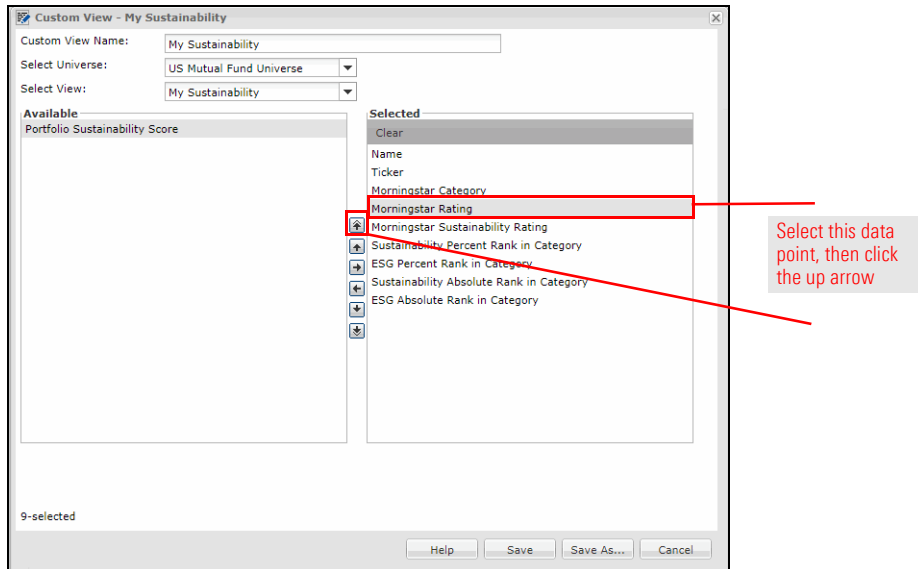 Custom View - My Sustainability
Custom View Name:
My Sustainability
Select Universe:
US Mutual Fund Universe
Select View:
My Sustainability
Available
Portfolio Sustainability Score
Selected
Clear
Name
Ticker
Morningstar Category
Morningstar Rating
Morningstar Sustainability Rating
Sustainability Percent Rank in Category
ESG Percent Rank in Category
Sustainability Absolute Rank in Category
ESG Absolute Rank in Category
Select this data
point, then click
the up arrow
9-selected
Help
Save
Save As...
Cancel